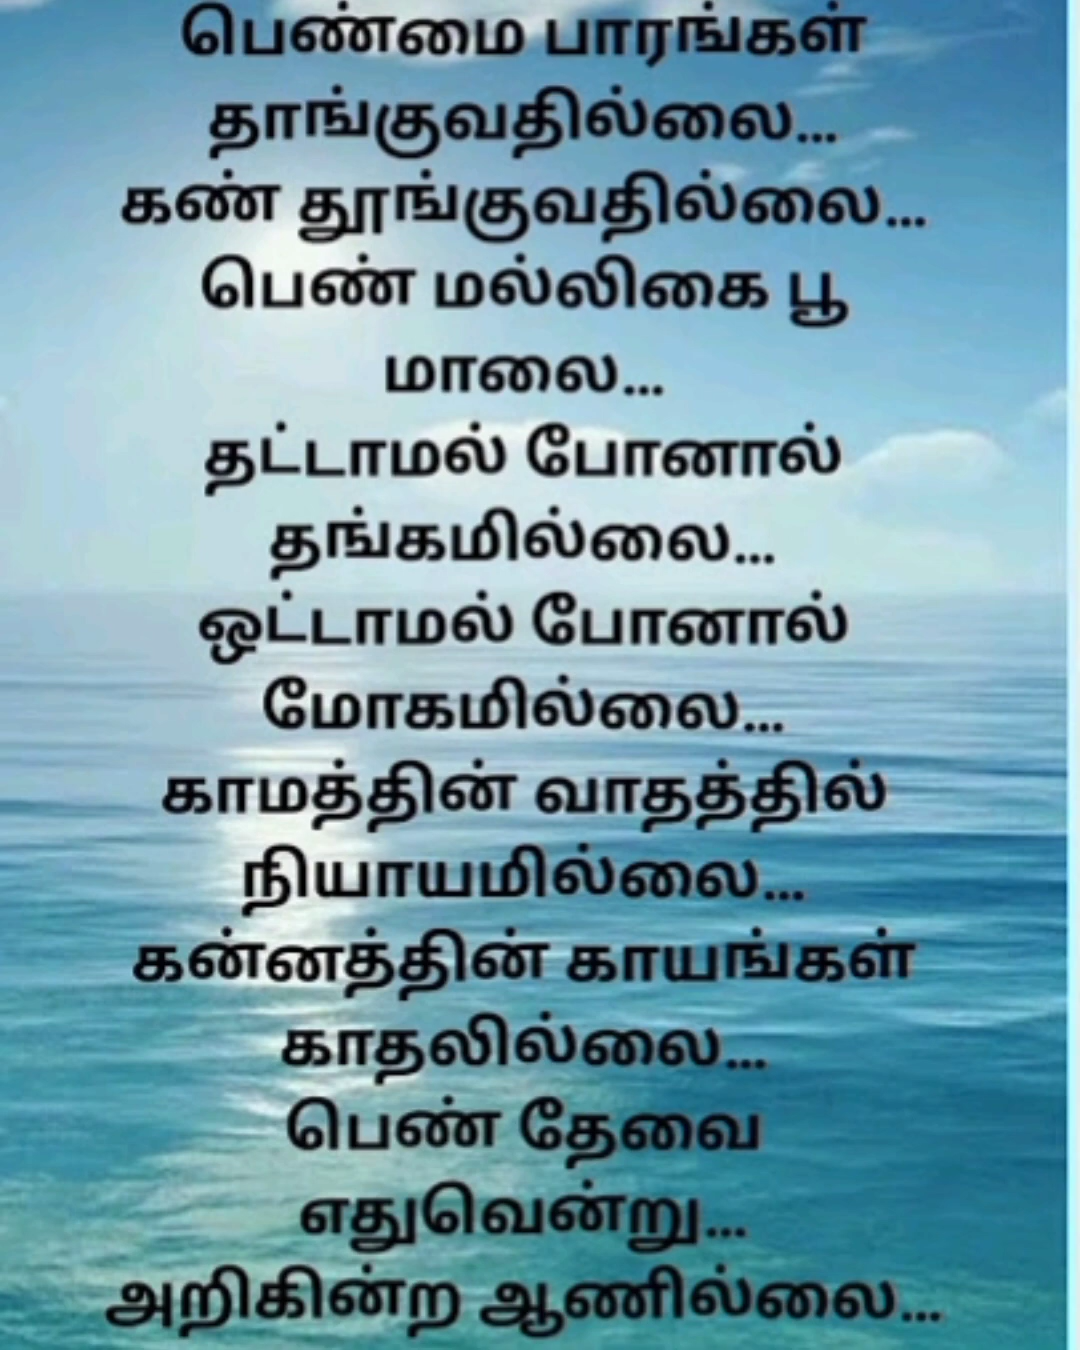 பெண்மை பாரங்கள்
தாங்குவதில்லை...
கண் தூங்குவதில்லை...
பெண் மல்லிகை பூ
மாலை...
தட்டாமல் போனால்
தங்கமில்லை...
ஒட்டாமல் போனால்
மோகமில்லை...
காமத்தின் வாதத்தில்
நியாயமில்லை...
கன்னத்தின் காயங்கள்
காதலில்லை...
பெண் தேவை
எதுவென்று...
அறிகின்ற ஆணில்லை...